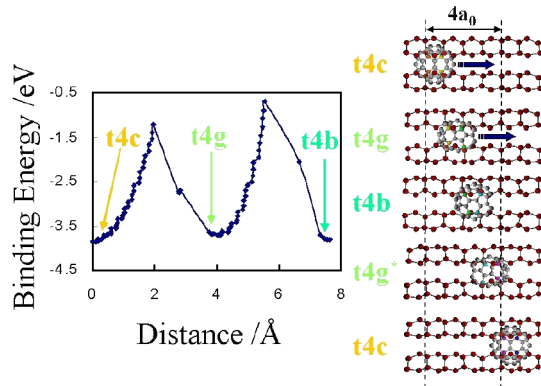 Binding Energy /eV
-0.5
-1.5
-2.5
-3.5
-4.5
t4c
t4g
t4b
0
2
4
6
8
Distance /Å
4a₀
t4c
t4g
t4b
t4g*
t4c